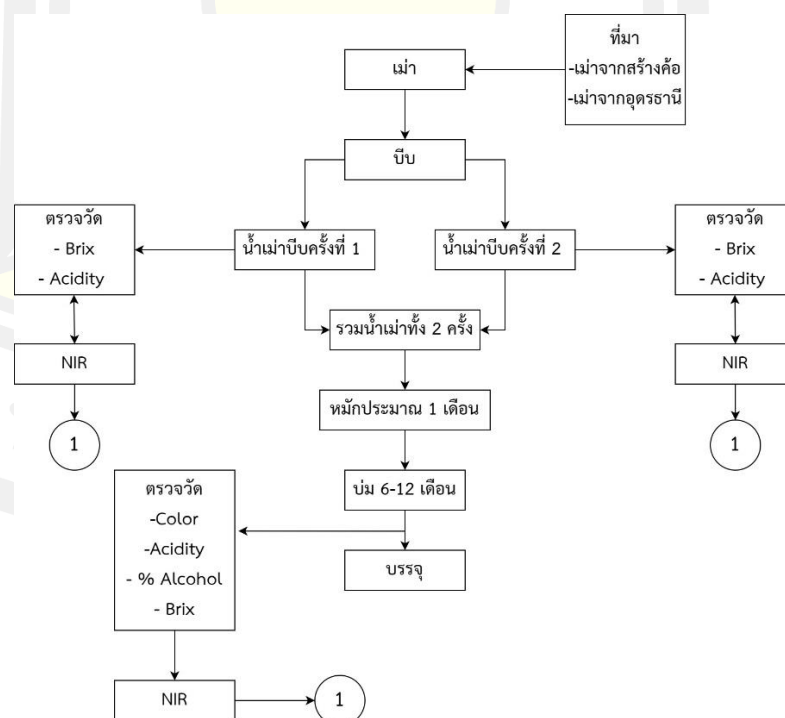 ที่มา
-เม่าจากสร้างค้อ
-เม่าจากอุดรธานี
เม่า
บีบ
ตรวจวัด
- Brix
- Acidity
น้ำเม่าบีบครั้งที่ 1
น้ำเม่าบีบครั้งที่ 2
ตรวจวัด
- Brix
- Acidity
รวมน้ำเม่าทั้ง 2 ครั้ง
NIR
NIR
หมักประมาณ 1 เดือน
1
1
บ่ม 6-12 เดือน
ตรวจวัด
-Color
-Acidity
- % Alcohol
- Brix
บรรจุ
NIR
1